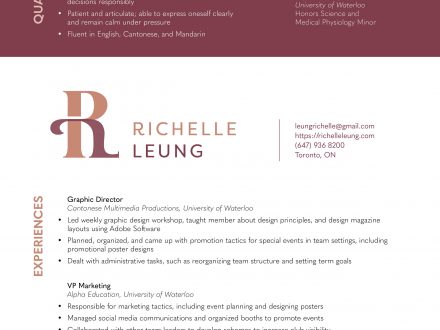 decisions responsibly
• Patient and articulate; able to express oneself clearly
and remain calm under pressure
• Fluent in English, Cantonese, and Mandarin
QUA
University of Waterloo
Honors Science and
Medical Physiology Minor
R
RICHELLE
LEUNG
leungrichelle@gmail.com
https://richelleleung.com
(647) 936 8200
Toronto, ON
EXPERIENCES
Graphic Director
Cantonese Multimedia Productions, University of Waterloo
• Led weekly graphic design workshop, taught member about design principles, and design magazine
layouts using Adobe Software
• Planned, organized, and came up with promotion tactics for special events in team settings, including
promotional poster designs
• Dealt with administrative tasks, such as reorganizing team structure and setting term goals
VP Marketing
Alpha Education, University of Waterloo
• Responsible for marketing tactics, including event planning and designing posters
• Managed social media communications and organized booths to promote events